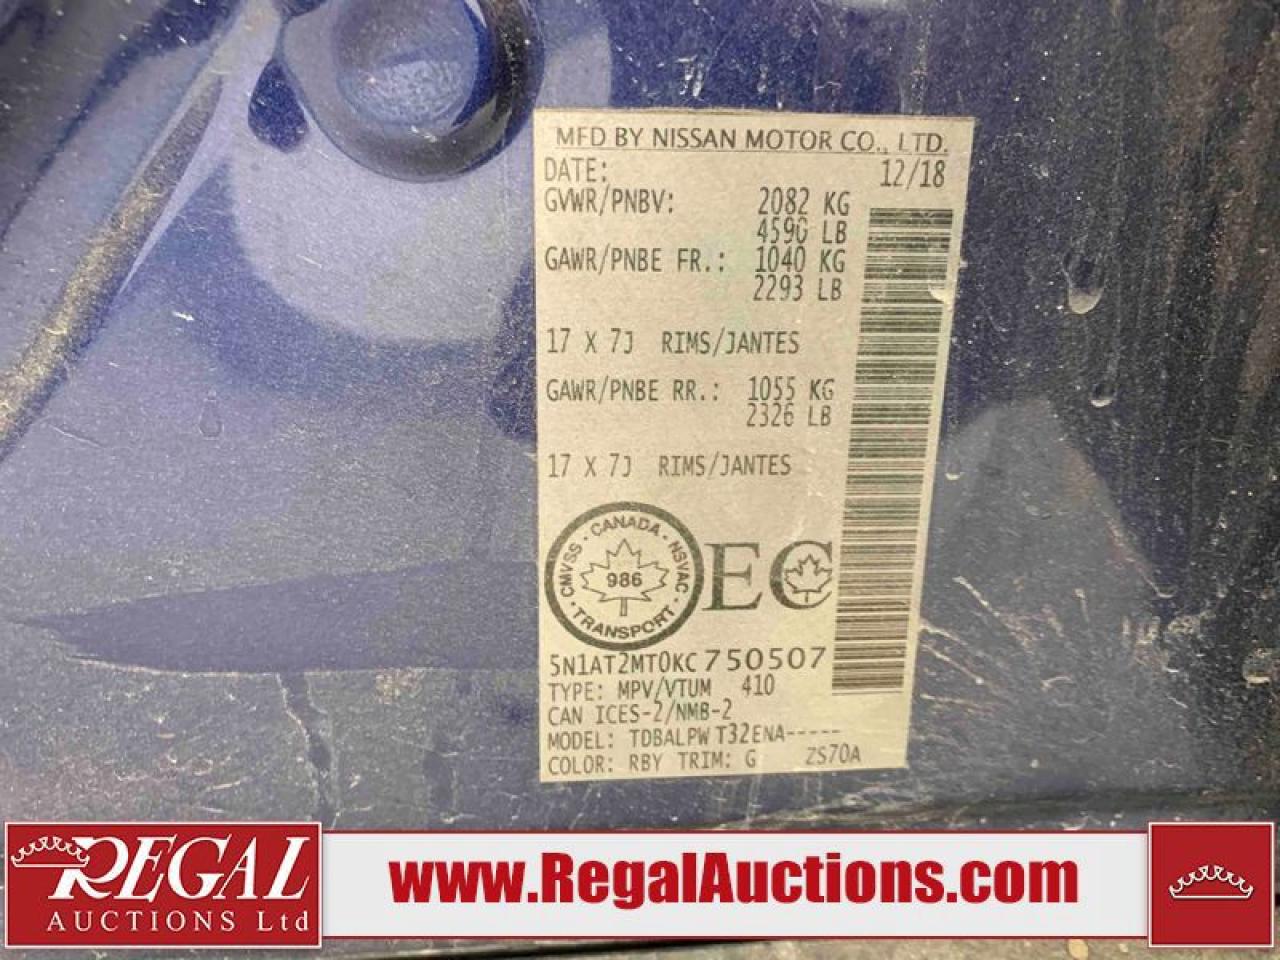 MFD BY NISSAN MOTOR CO., LTD.
DATE: 12/18
GVWR/PNBV: 2082 KG
4590 LB
GAWR/PNBE FR.: 1040 KG
2293 LB
17 X 7J RIMS/JANTES
GAWR/PNBE RR.: 1055 KG
2326 LB
17 X 7J RIMS/JANTES
CMVSS · CANADA · NSVAC · TRANSPORT ·
986
EC
5N1AT2MT0KC750507
TYPE: MPV/VTUM 410
CAN ICES-2/NMB-2
MODEL: TDBALPW T32ENA-----
COLOR: RBY TRIM: G ZS70A
REGAL
AUCTIONS Ltd
www.RegalAuctions.com